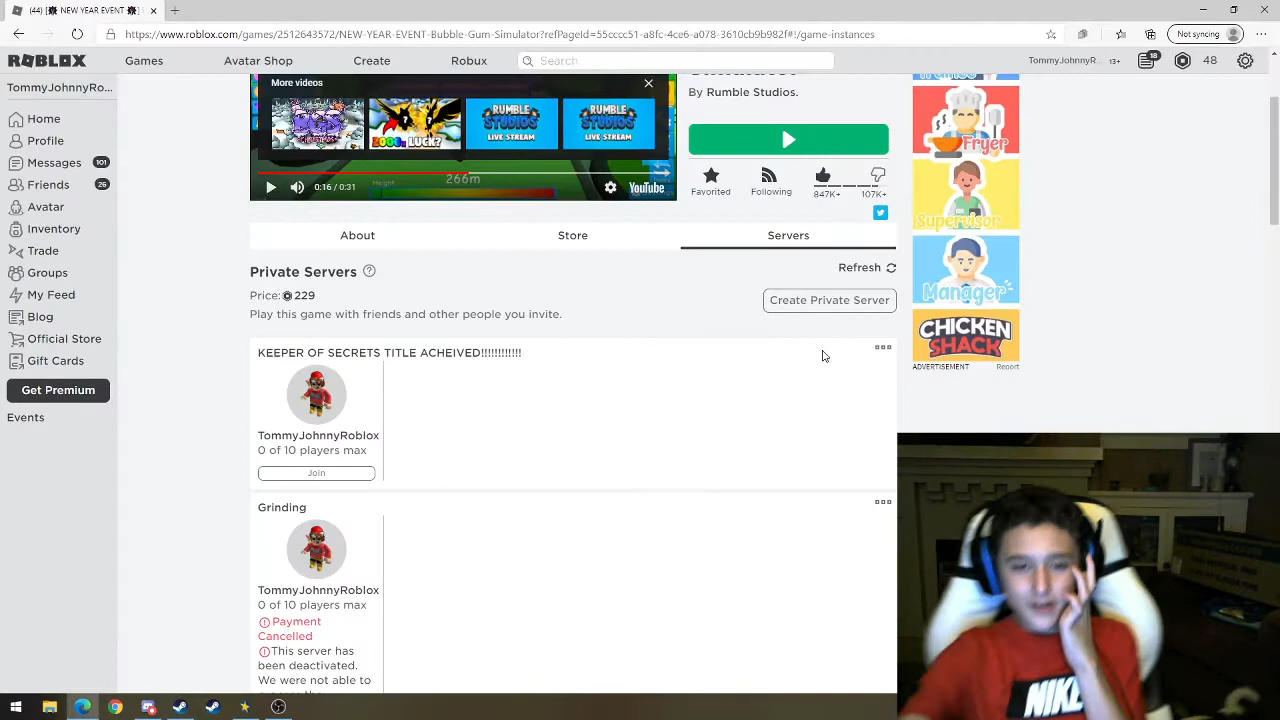 (44) [💥 NEW YEAR EVENT 💥]
https://www.roblox.com/games/2512643572/NEW-YEAR-EVENT-Bubble-Gum-Simulator?refPageId=55cccc51-a8fc-4ce6-a078-3610cb9b982f#!/game-instances
Not syncing
ROBLOX
Games
Avatar Shop
Create
Robux
Search
TommyJohnnyR...
13+
18
48
TommyJohnnyRo...
Home
Profile
Messages 101
Friends 26
Avatar
Inventory
Trade
Groups
My Feed
Blog
Official Store
Gift Cards
Get Premium
Events
More videos
200M LUCK?
RUMBLE STUDIOS
LIVE STREAM
RUMBLE STUDIOS
LIVE STREAM
Height
266m
0:16 / 0:31
YouTube
By Rumble Studios.
Favorited
Following
847K+
107K+
About
Store
Servers
Private Servers
Refresh
Price: 229
Create Private Server
Play this game with friends and other people you invite.
KEEPER OF SECRETS TITLE ACHEIVED!!!!!!!!!!!!
TommyJohnnyRoblox
0 of 10 players max
Join
Grinding
TommyJohnnyRoblox
0 of 10 players max
Payment
Cancelled
This server has
been deactivated.
We were not able to
Fryer
Supervisor
Manager
CHICKEN
SHACK
ADVERTISEMENT
Report
NIKE